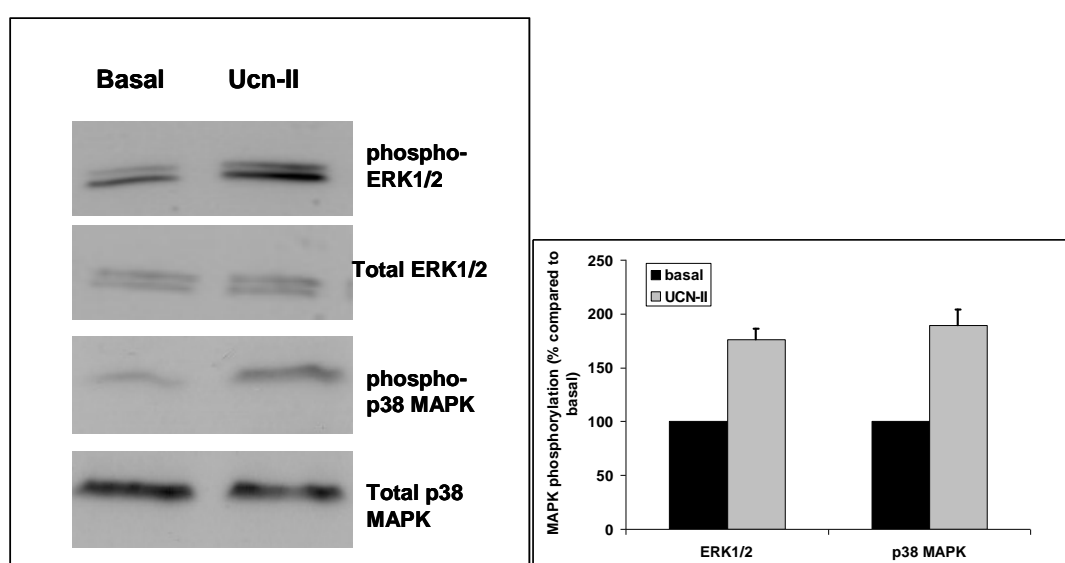 Basal Ucn-II
phospho-
ERK1/2
Total ERK1/2
phospho-
p38 MAPK
Total p38
MAPK
MAPK phosphorylation (% compared to
basal)
250
200
150
100
50
0
basal
UCN-II
ERK1/2 p38 MAPK